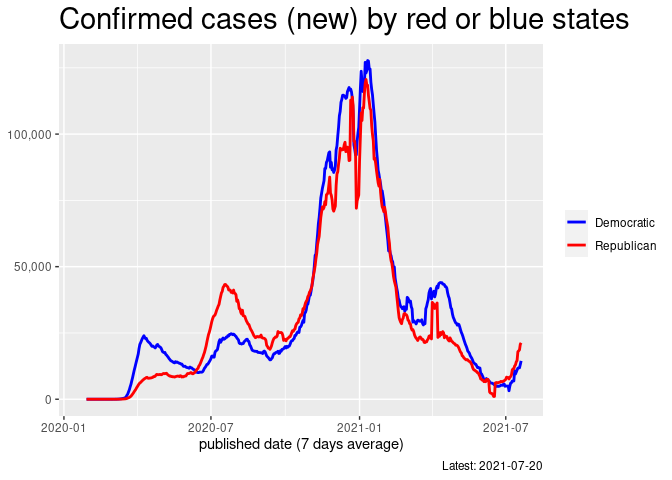 Confirmed cases (new) by red or blue states
100,000
50,000
0
2020-01
2020-07
2021-01
2021-07
published date (7 days average)
Democratic
Republican
Latest: 2021-07-20